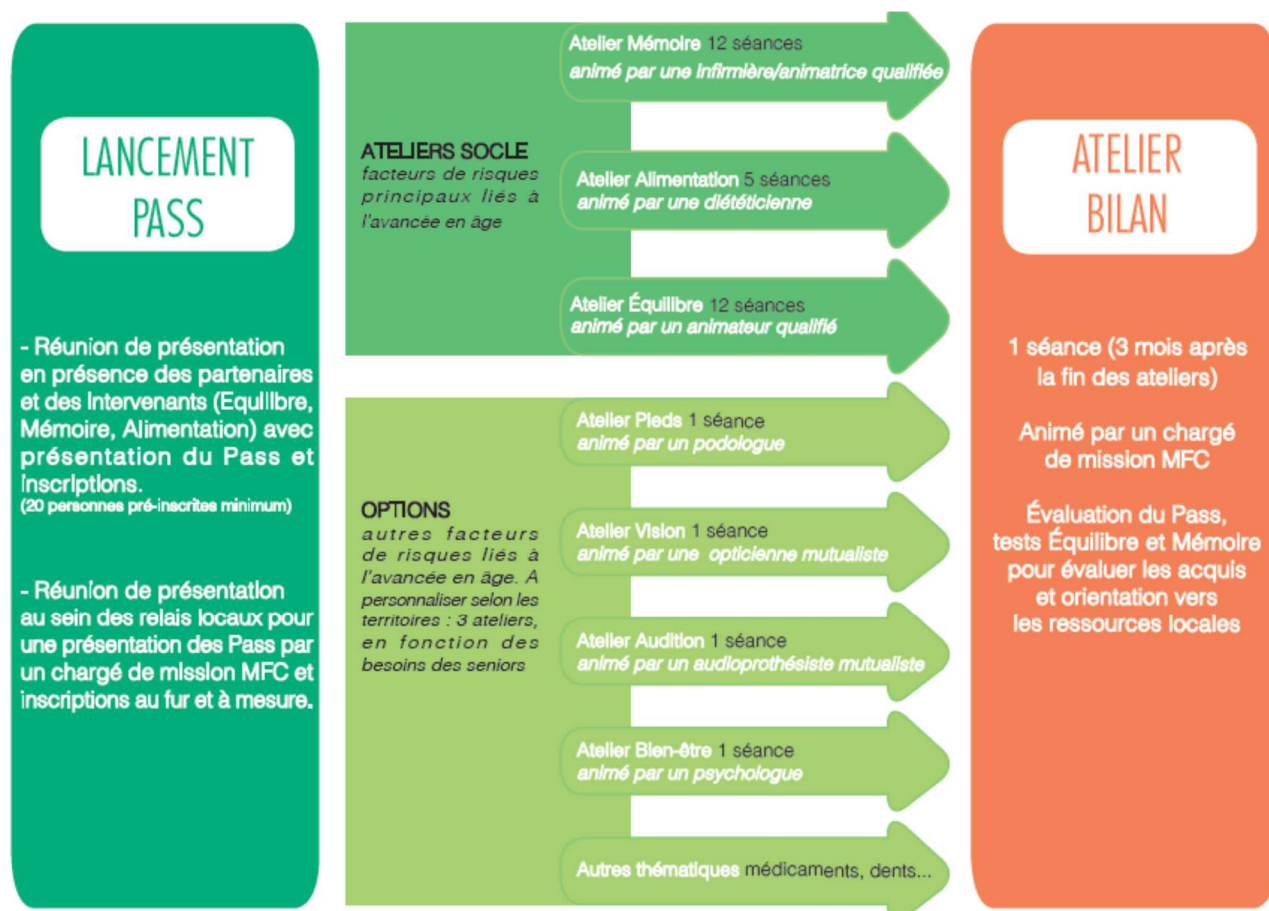 LANCEMENT
PASS
- Réunion de présentation
en présence des partenaires
et des Intervenants (Equilibre,
Mémoire, Alimentation) avec
présentation du Pass et
inscriptions.
(20 personnes pré-inscrites minimum)
- Réunion de présentation
au sein des relais locaux pour
une présentation des Pass par
un chargé de mission MFC et
inscriptions au fur et à mesure.
ATELIERS SOCLE
facteurs de risques
principaux liés à
l'avancée en âge
Atelier Mémoire 12 séances
animé par une infirmière/animatrice qualifiée
Atelier Alimentation 5 séances
animé par une diététicienne
Atelier Équilibre 12 séances
animé par un animateur qualifié
OPTIONS
autres facteurs
de risques liés à
l'avancée en âge. A
personnaliser selon les
territoires : 3 ateliers,
en fonction des
besoins des seniors
Atelier Pieds 1 séance
animé par un podologue
Atelier Vision 1 séance
animé par une opticienne mutualiste
Atelier Audition 1 séance
animé par un audioprothésiste mutualiste
Atelier Bien-être 1 séance
animé par un psychologue
Autres thématiques médicaments, dents...
ATELIER
BILAN
1 séance (3 mois après
la fin des ateliers)
Animé par un chargé
de mission MFC
Évaluation du Pass,
tests Équilibre et Mémoire
pour évaluer les acquis
et orientation vers
les ressources locales